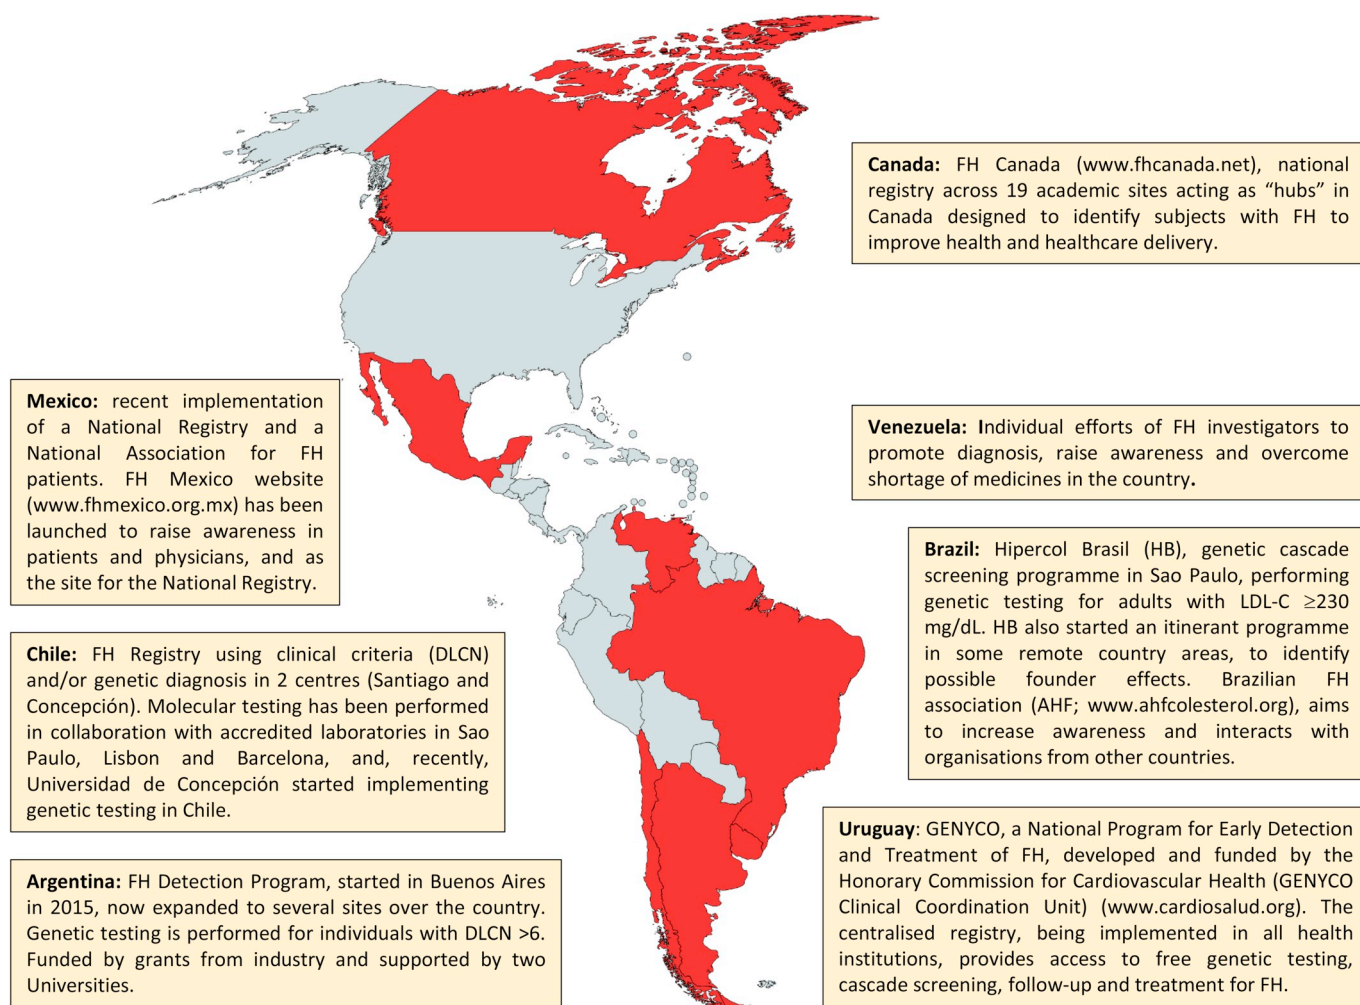 Canada: FH Canada (www.fhcanada.net), national
registry across 19 academic sites acting as “hubs” in
Canada designed to identify subjects with FH to
improve health and healthcare delivery.
Mexico: recent implementation
of a National Registry and a
National Association for FH
patients. FH Mexico website
(www.fhmexico.org.mx) has been
launched to raise awareness in
patients and physicians, and as
the site for the National Registry.
Venezuela: Individual efforts of FH investigators to
promote diagnosis, raise awareness and overcome
shortage of medicines in the country.
Brazil: Hipercol Brasil (HB), genetic cascade
screening programme in Sao Paulo, performing
genetic testing for adults with LDL-C ≥230
mg/dL. HB also started an itinerant programme
in some remote country areas, to identify
possible founder effects. Brazilian FH
association (AHF; www.ahfcolesterol.org), aims
to increase awareness and interacts with
organisations from other countries.
Chile: FH Registry using clinical criteria (DLCN)
and/or genetic diagnosis in 2 centres (Santiago and
Concepción). Molecular testing has been performed
in collaboration with accredited laboratories in Sao
Paulo, Lisbon and Barcelona, and, recently,
Universidad de Concepción started implementing
genetic testing in Chile.
Uruguay: GENYCO, a National Program for Early Detection
and Treatment of FH, developed and funded by the
Honorary Commission for Cardiovascular Health (GENYCO
Clinical Coordination Unit) (www.cardiosalud.org). The
centralised registry, being implemented in all health
institutions, provides access to free genetic testing,
cascade screening, follow-up and treatment for FH.
Argentina: FH Detection Program, started in Buenos Aires
in 2015, now expanded to several sites over the country.
Genetic testing is performed for individuals with DLCN >6.
Funded by grants from industry and supported by two
Universities.